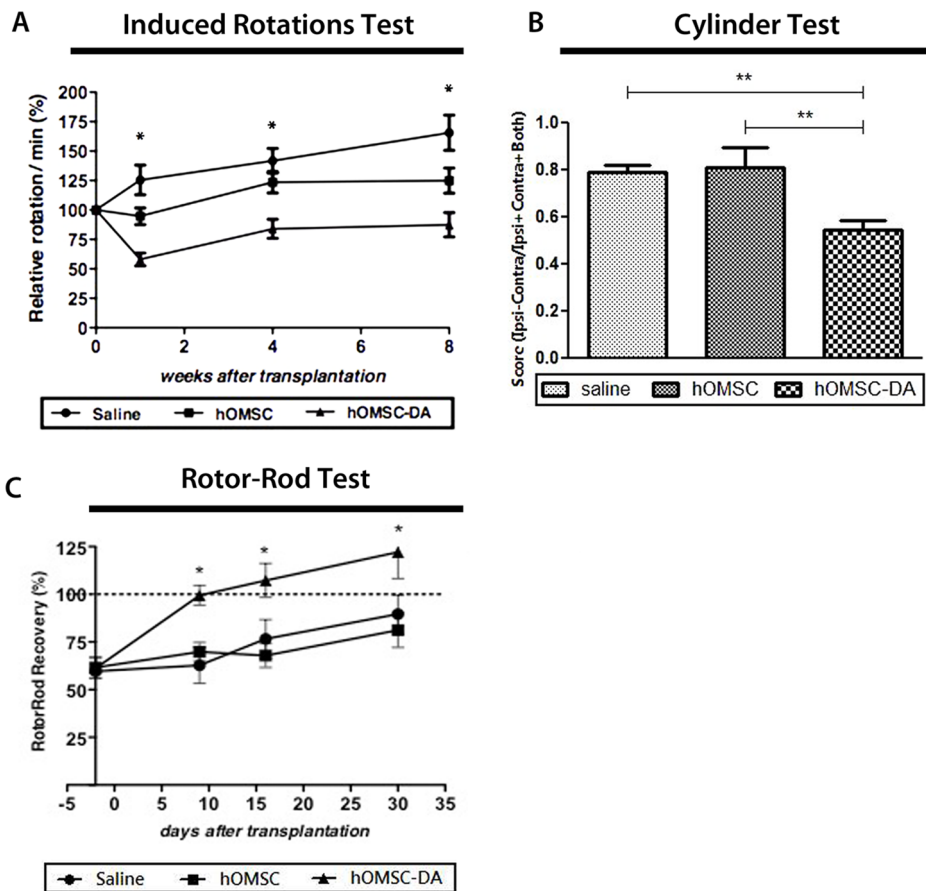 A Induced Rotations Test
Relative rotation / min (%)
200
175
150
125
100
75
50
25
0
* * *
0 2 4 6 8
weeks after transplantation
Saline hOMSC hOMSC-DA
B Cylinder Test
Score (Ipsi-Contra/Ipsi+ Contra+ Both)
**
**
1.0
0.8
0.6
0.4
0.2
0.0
saline hOMSC hOMSC-DA
C Rotor-Rod Test
RotorRod Recovery (%)
125
100
75
50
25
* * *
-5 0 5 10 15 20 25 30 35
days after transplantation
Saline hOMSC hOMSC-DA